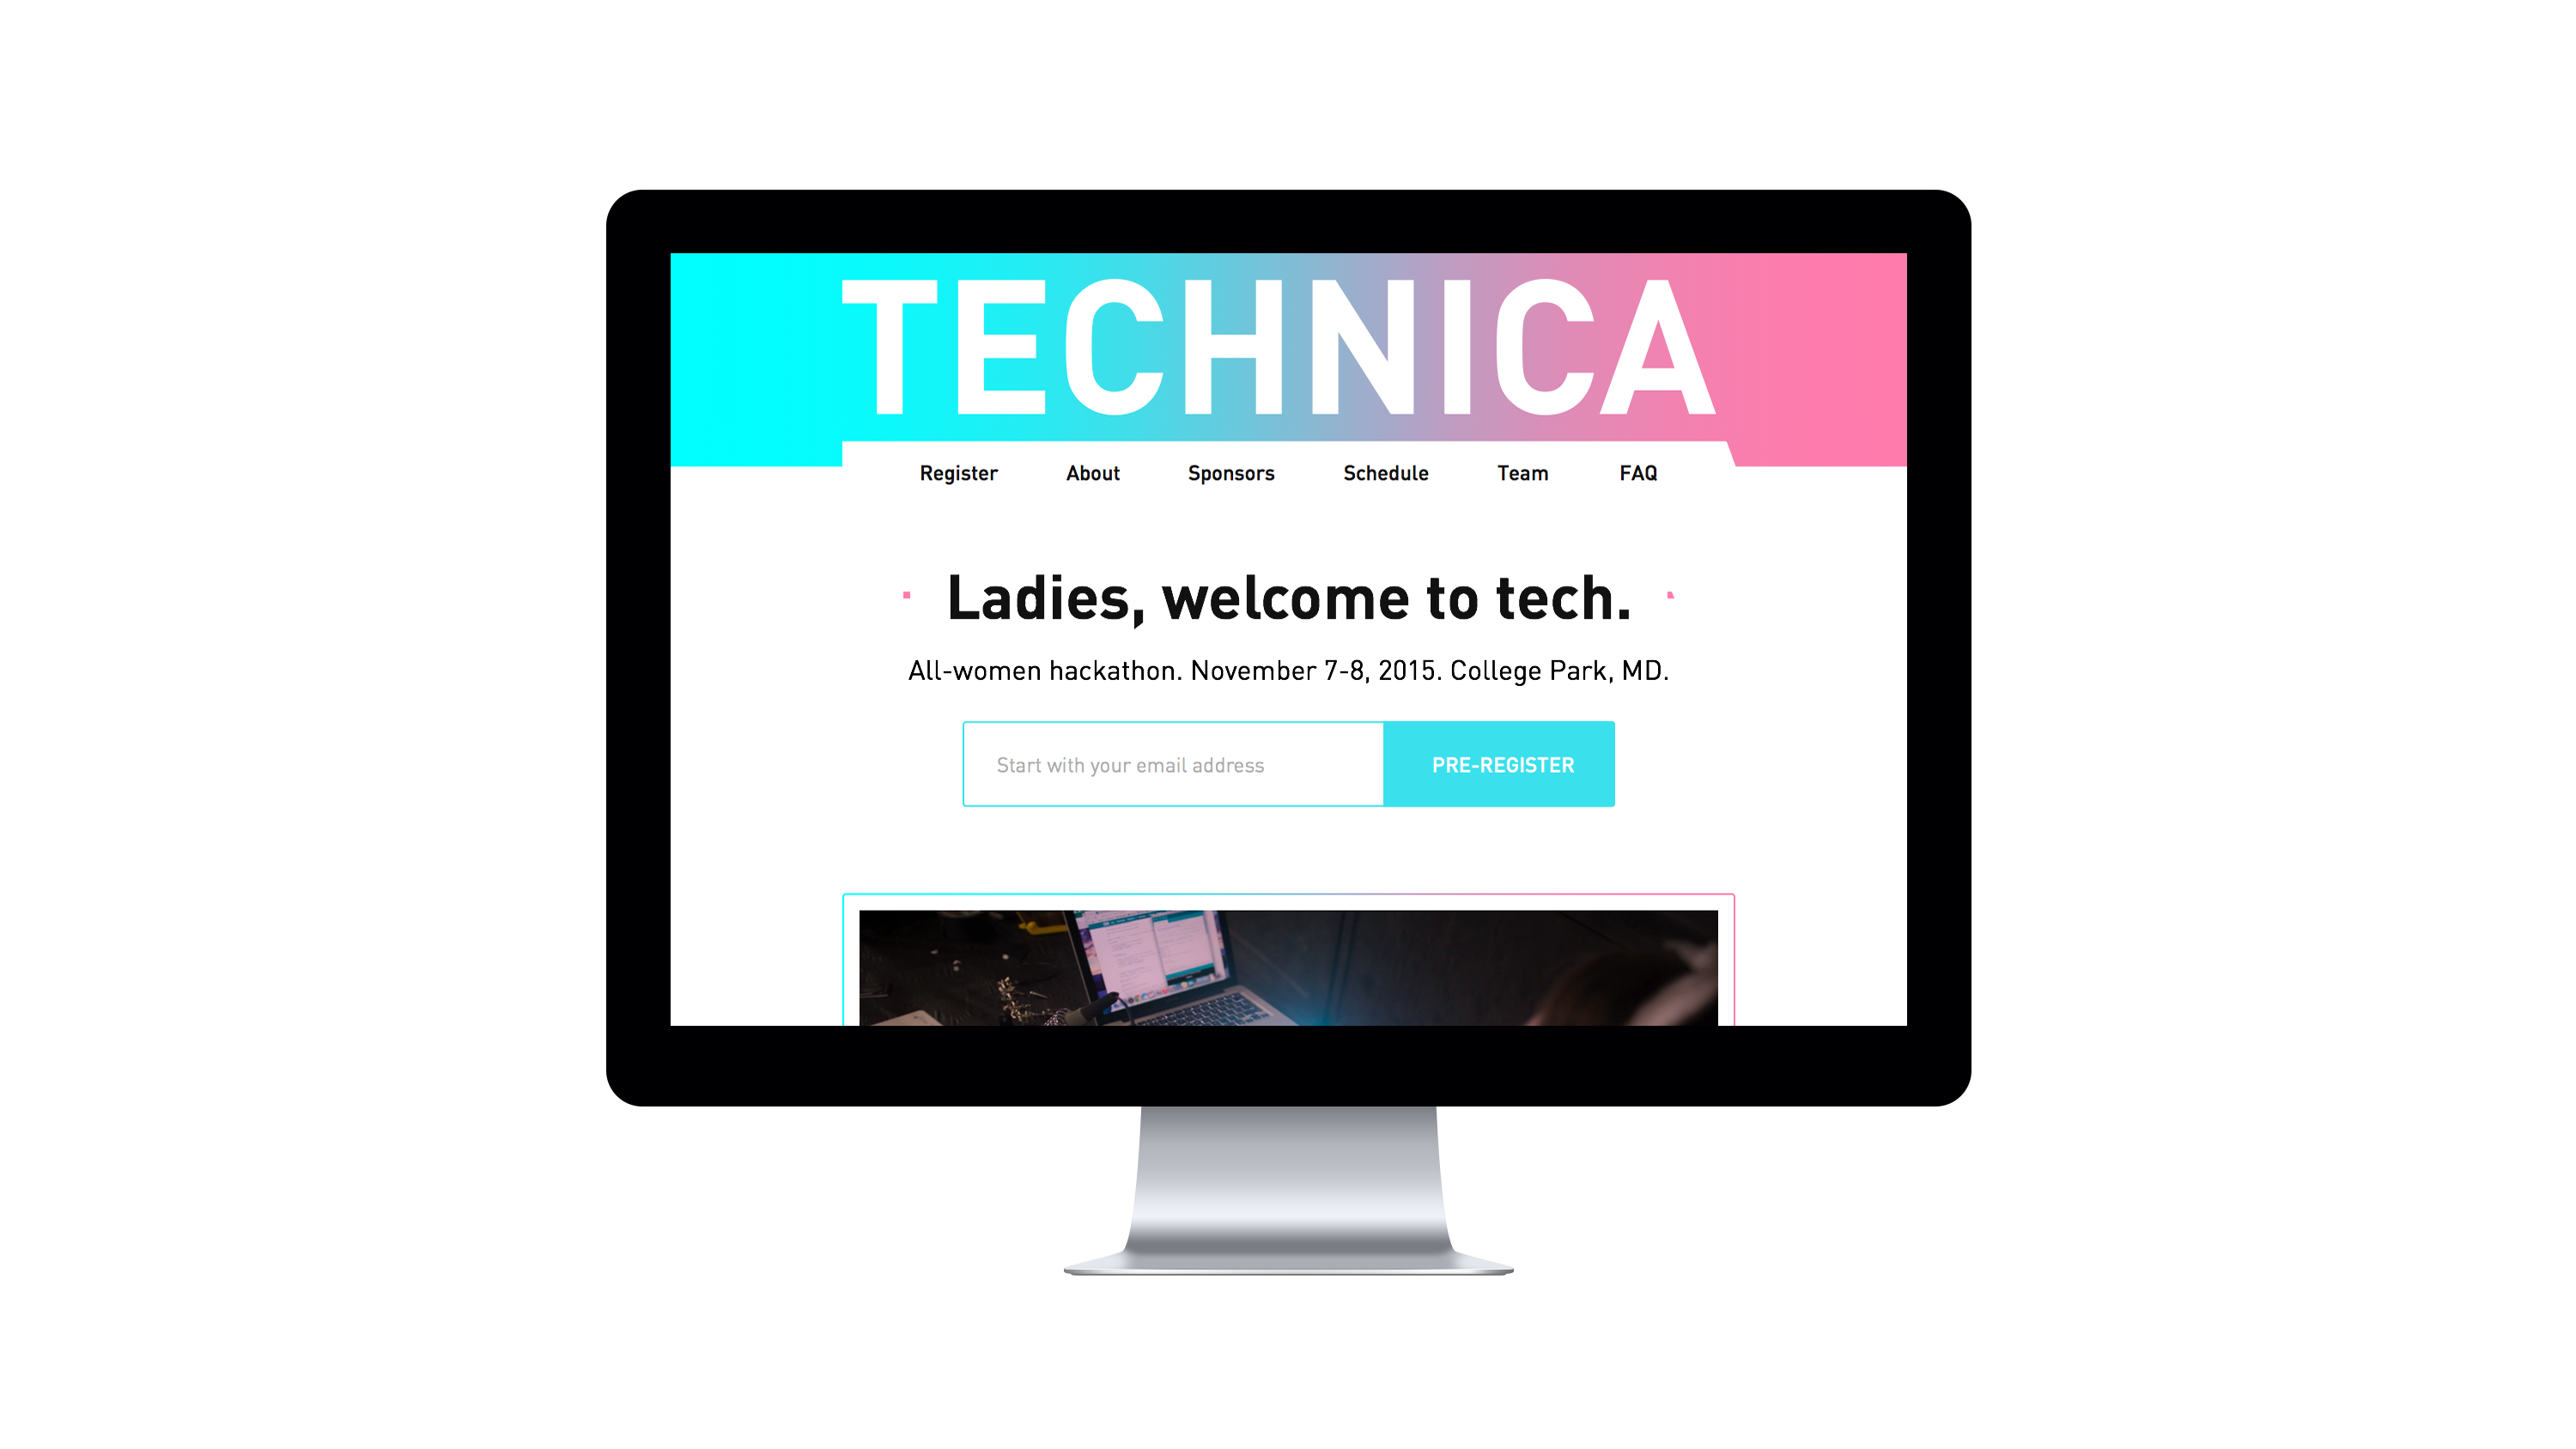 TECHNICA
Register About Sponsors Schedule Team FAQ
Ladies, welcome to tech.
All-women hackathon. November 7-8, 2015. College Park, MD.
Start with your email address PRE-REGISTER